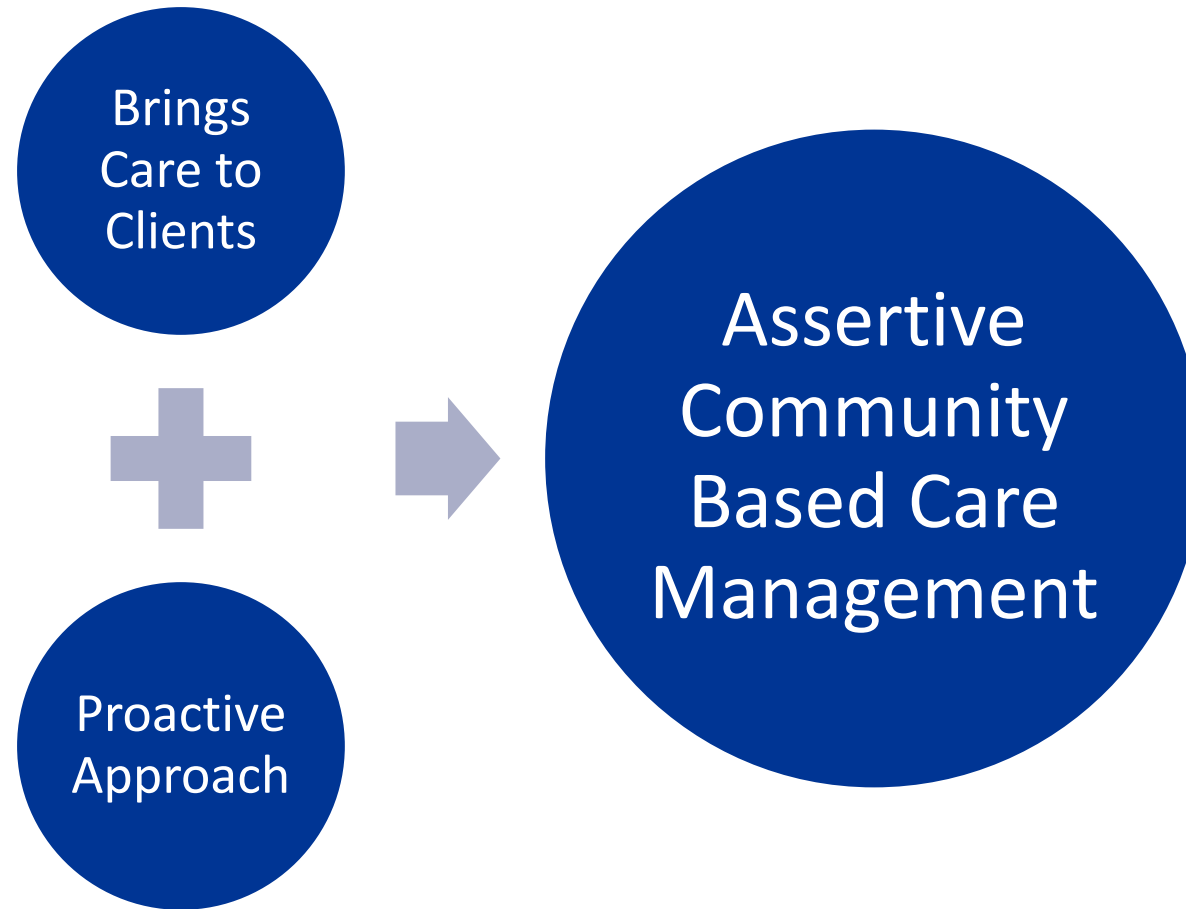 Brings
Care to
Clients
Proactive
Approach
Assertive
Community
Based Care
Management